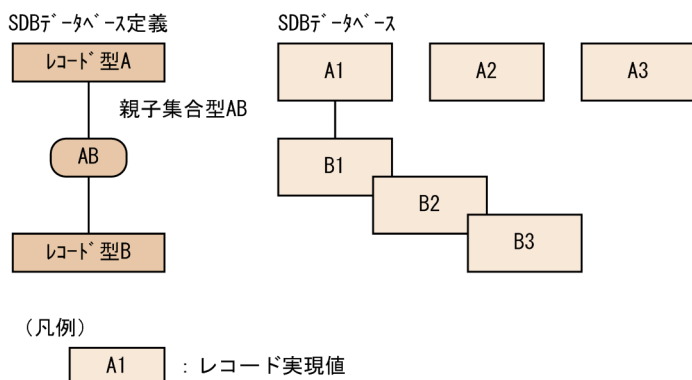 SDBﾃﾞｰﾀﾍﾞｰｽ定義
SDBﾃﾞｰﾀﾍﾞｰｽ
ﾚｺｰﾄﾞ型A
A1
A2
A3
親子集合型AB
AB
B1
B2
B3
ﾚｺｰﾄﾞ型B
（凡例）
A1
：レコード実現値